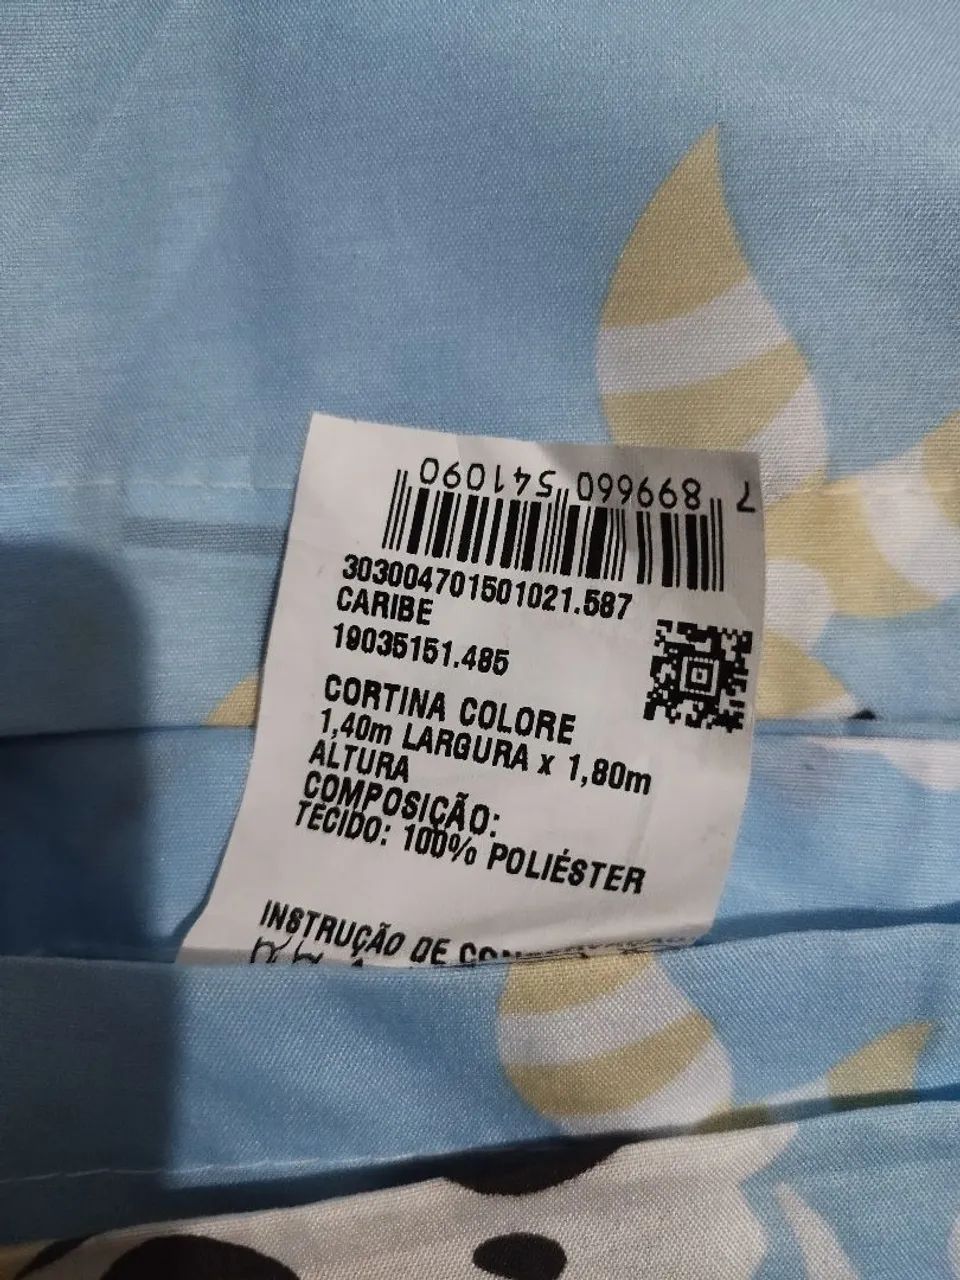 7 899660 541090
303004701501021.587
CARIBE
19035151.485
CORTINA COLORE
1,40m LARGURA x 1,80m
ALTURA
COMPOSIÇÃO:
TECIDO: 100% POLIÉSTER
INSTRUÇÃO DE